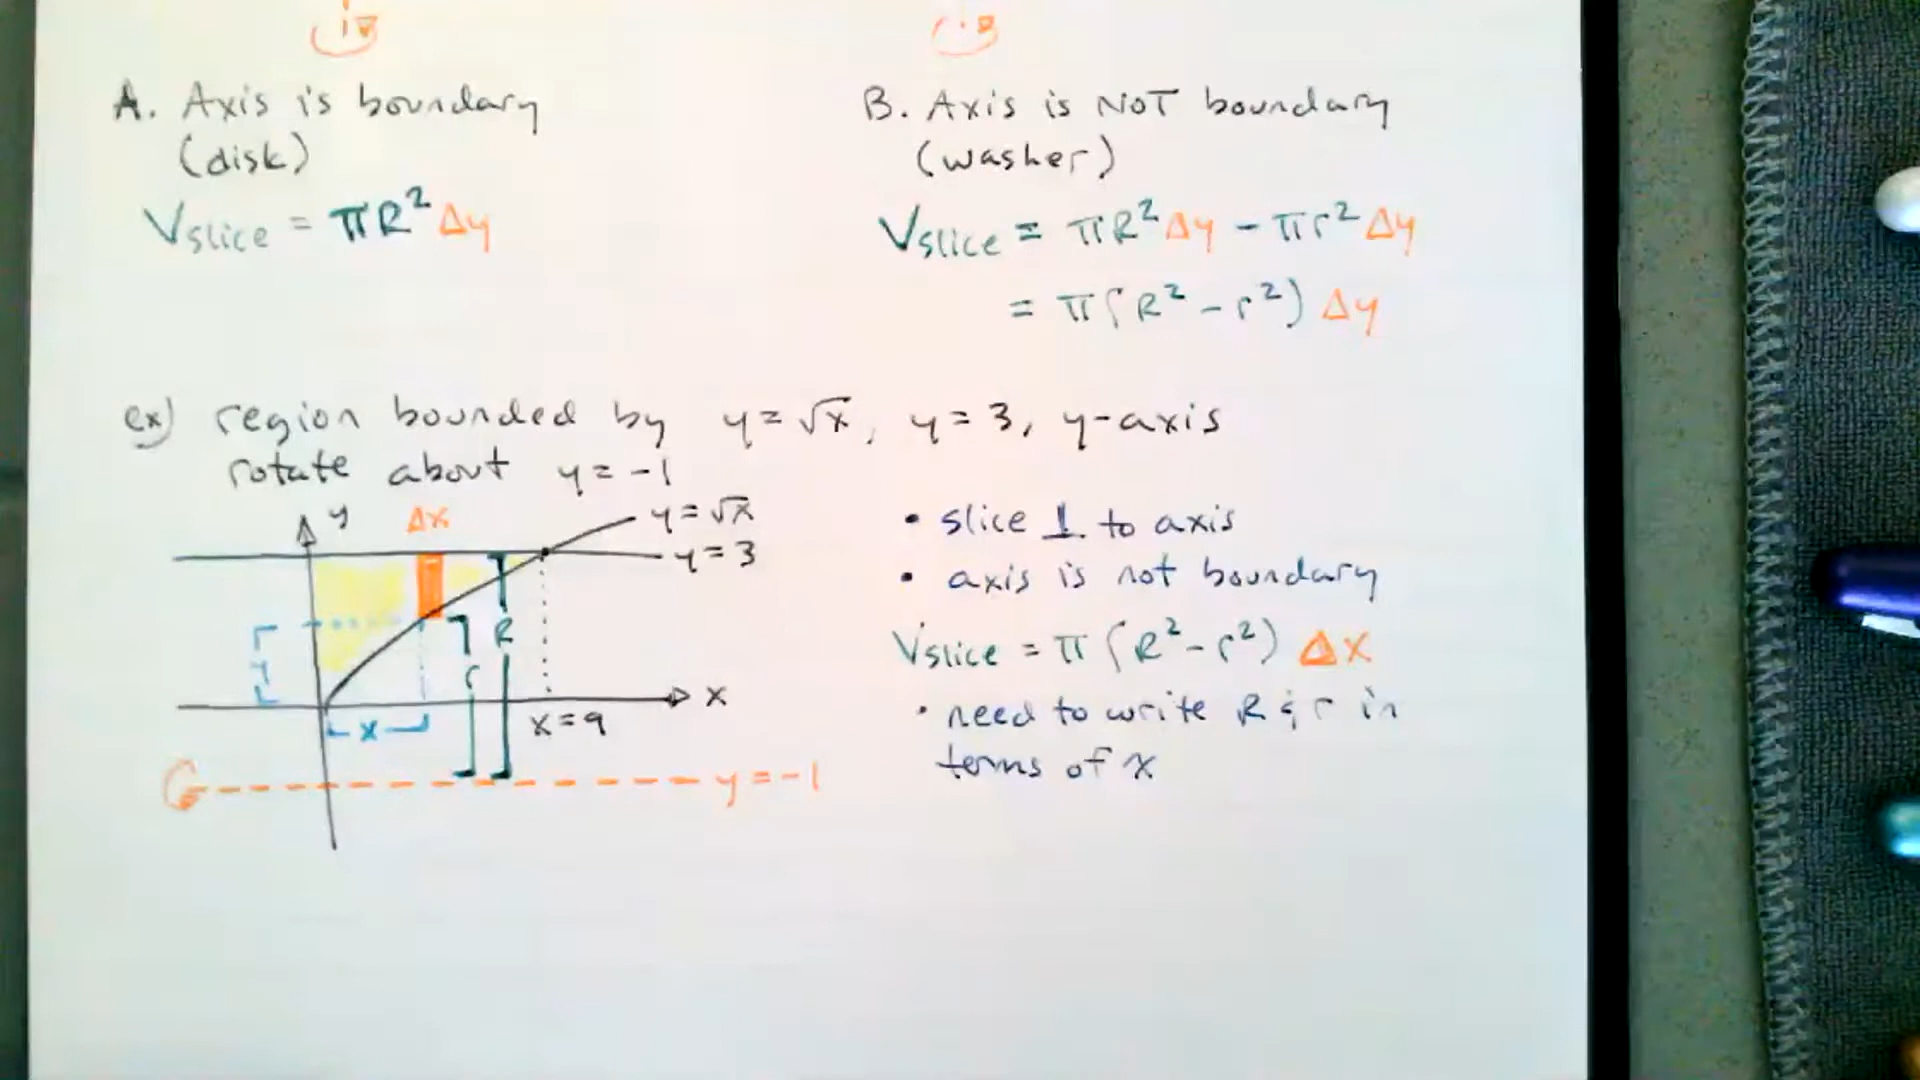 A. Axis is boundary
(disk)
Vslice = πR² Δy
B. Axis is NOT boundary
(washer)
Vslice = πR² Δy - πr² Δy
= π(R² - r²) Δy
ex) region bounded by y = √x, y = 3, y-axis
rotate about y = -1
y
Δx
y = √x
y = 3
y
r
R
x
x
x = 9
y = -1
• slice ⊥ to axis
• axis is not boundary
Vslice = π (R² - r²) Δx
• need to write R & r in
terms of x